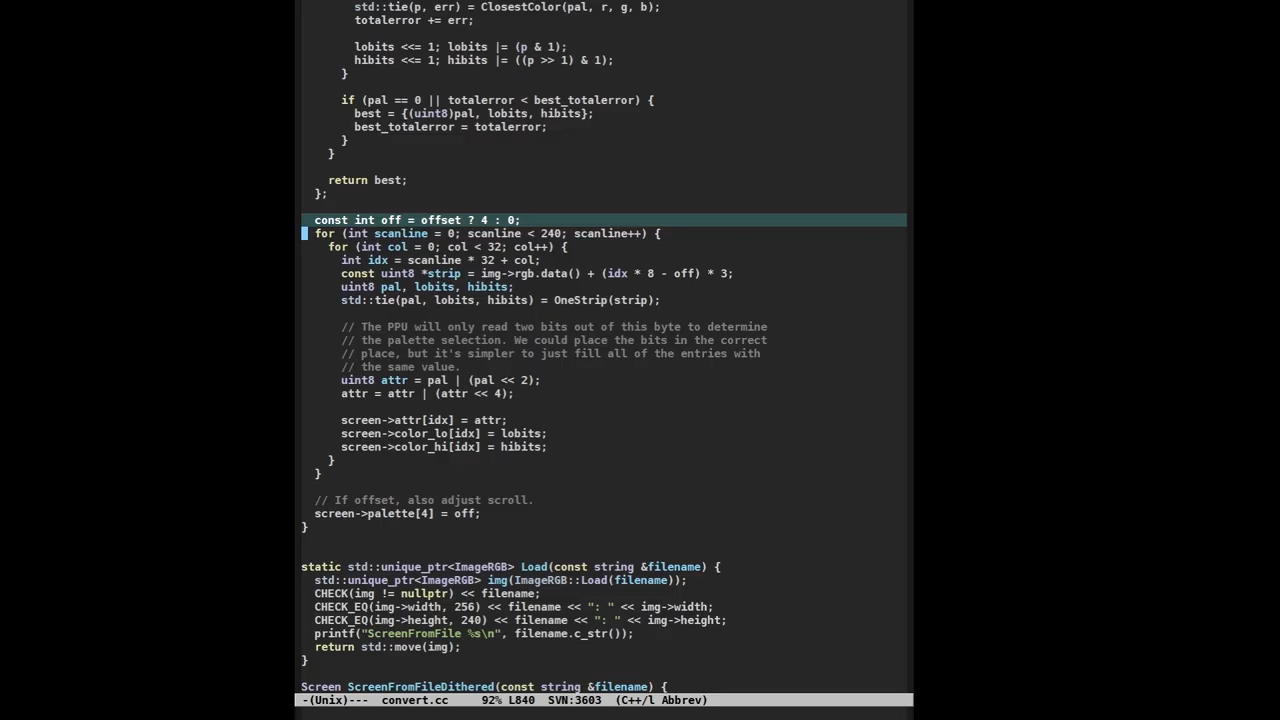 std::tie(p, err) = ClosestColor(pal, r, g, b);
totalerror += err;
lobits <<= 1; lobits |= (p & 1);
hibits <<= 1; hibits |= ((p >> 1) & 1);
}
if (pal == 0 || totalerror < best_totalerror) {
best = {(uint8)pal, lobits, hibits};
best_totalerror = totalerror;
}
}
return best;
};
const int off = offset ? 4 : 0;
for (int scanline = 0; scanline < 240; scanline++) {
for (int col = 0; col < 32; col++) {
int idx = scanline * 32 + col;
const uint8 *strip = img->rgb.data() + (idx * 8 - off) * 3;
uint8 pal, lobits, hibits;
std::tie(pal, lobits, hibits) = OneStrip(strip);
// The PPU will only read two bits out of this byte to determine
// the palette selection. We could place the bits in the correct
// place, but it's simpler to just fill all of the entries with
// the same value.
uint8 attr = pal | (pal << 2);
attr = attr | (attr << 4);
screen->attr[idx] = attr;
screen->color_lo[idx] = lobits;
screen->color_hi[idx] = hibits;
}
}
// If offset, also adjust scroll.
screen->palette[4] = off;
}
static std::unique_ptr<ImageRGB> Load(const string &filename) {
std::unique_ptr<ImageRGB> img(ImageRGB::Load(filename));
CHECK(img != nullptr) << filename;
CHECK_EQ(img->width, 256) << filename << ": " << img->width;
CHECK_EQ(img->height, 240) << filename << ": " << img->height;
printf("ScreenFromFile %s\n", filename.c_str());
return std::move(img);
}
Screen ScreenFromFileDithered(const string &filename) {
-(Unix)--- convert.cc 92% L840 SVN:3603 (C++/l Abbrev)